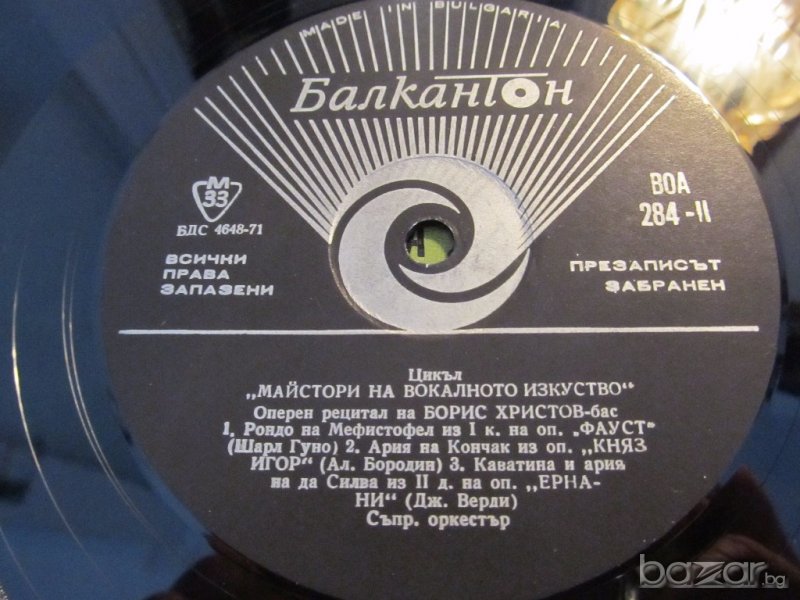 MADE IN BULGARIA
Балкантон
М
33
БДС 4648-71
ВОА
284-II
ВСИЧКИ
ПРАВА
ЗАПАЗЕНИ
ПРЕЗАПИСЪТ
ЗАБРАНЕН
Цикъл
„МАЙСТОРИ НА ВОКАЛНОТО ИЗКУСТВО"
Оперен рецитал на БОРИС ХРИСТОВ-бас
1. Рондо на Мефистофел из I к. на оп. „ФАУСТ"
(Шарл Гуно) 2. Ария на Кончак из оп. „КНЯЗ
ИГОР" (Ал. Бородин) 3. Каватина и ария
на да Силва из II д. на оп. „ЕРНА-
НИ" (Дж. Верди)
Съпр. оркестър
bazar.bg